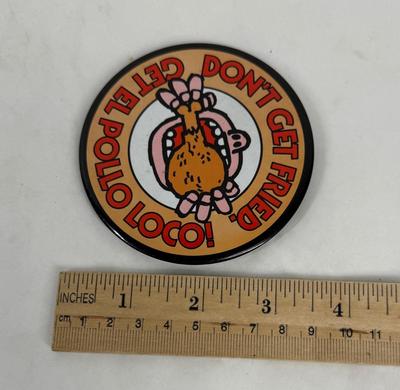 DON'T GET FRIED.
GET EL POLLO LOCO!
INCHES 1 2 3 4
cm 1 2 3 4 5 6 7 8 9 10 11